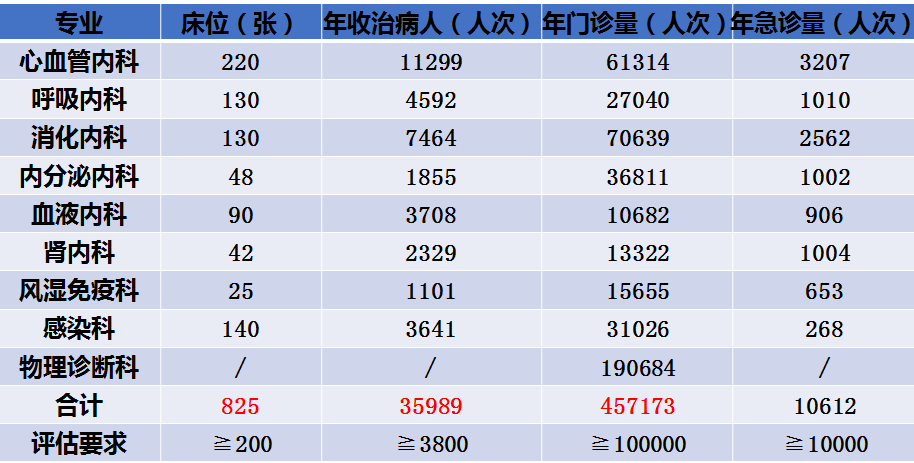 专业 床位（张） 年收治病人（人次） 年门诊量（人次） 年急诊量（人次）
心血管内科 220 11299 61314 3207
呼吸内科 130 4592 27040 1010
消化内科 130 7464 70639 2562
内分泌内科 48 1855 36811 1002
血液内科 90 3708 10682 906
肾内科 42 2329 13322 1004
风湿免疫科 25 1101 15655 653
感染科 140 3641 31026 268
物理诊断科 / / 190684 /
合计 825 35989 457173 10612
评估要求 ≧200 ≧3800 ≧100000 ≧10000